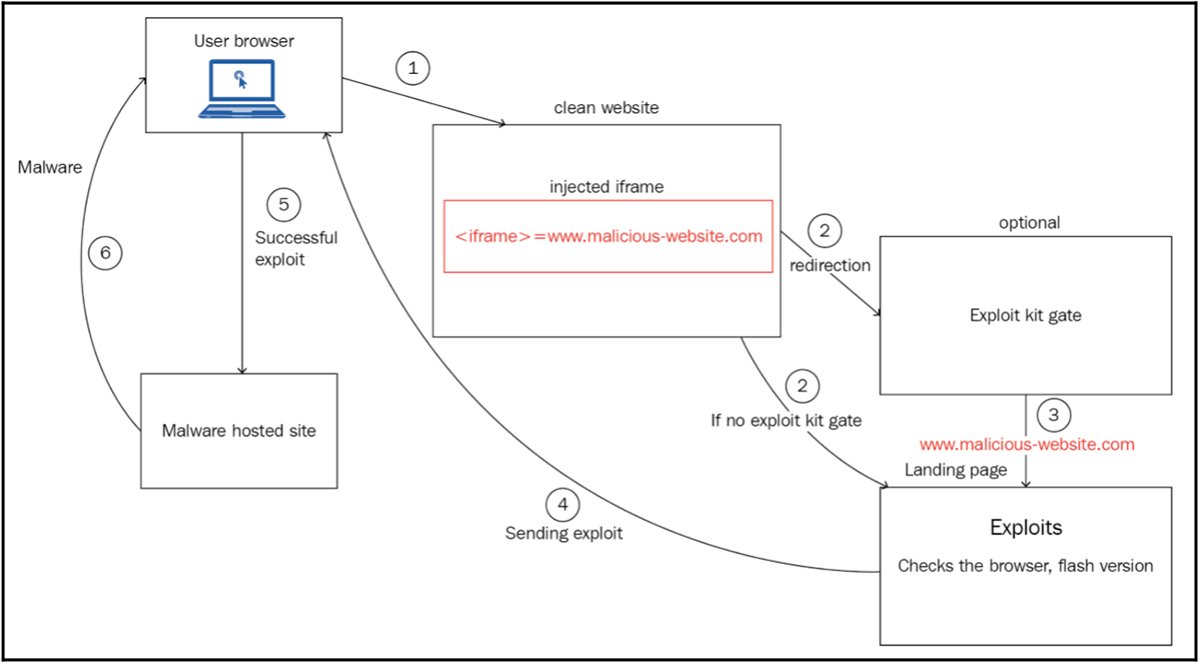 User browser
1
clean website
Malware
injected iframe
5
<iframe>=www.malicious-website.com
2
optional
Successful
exploit
6
redirection
Exploit kit gate
2
If no exploit kit gate
3
www.malicious-website.com
Malware hosted site
Landing page
4
Sending exploit
Exploits
Checks the browser, flash version